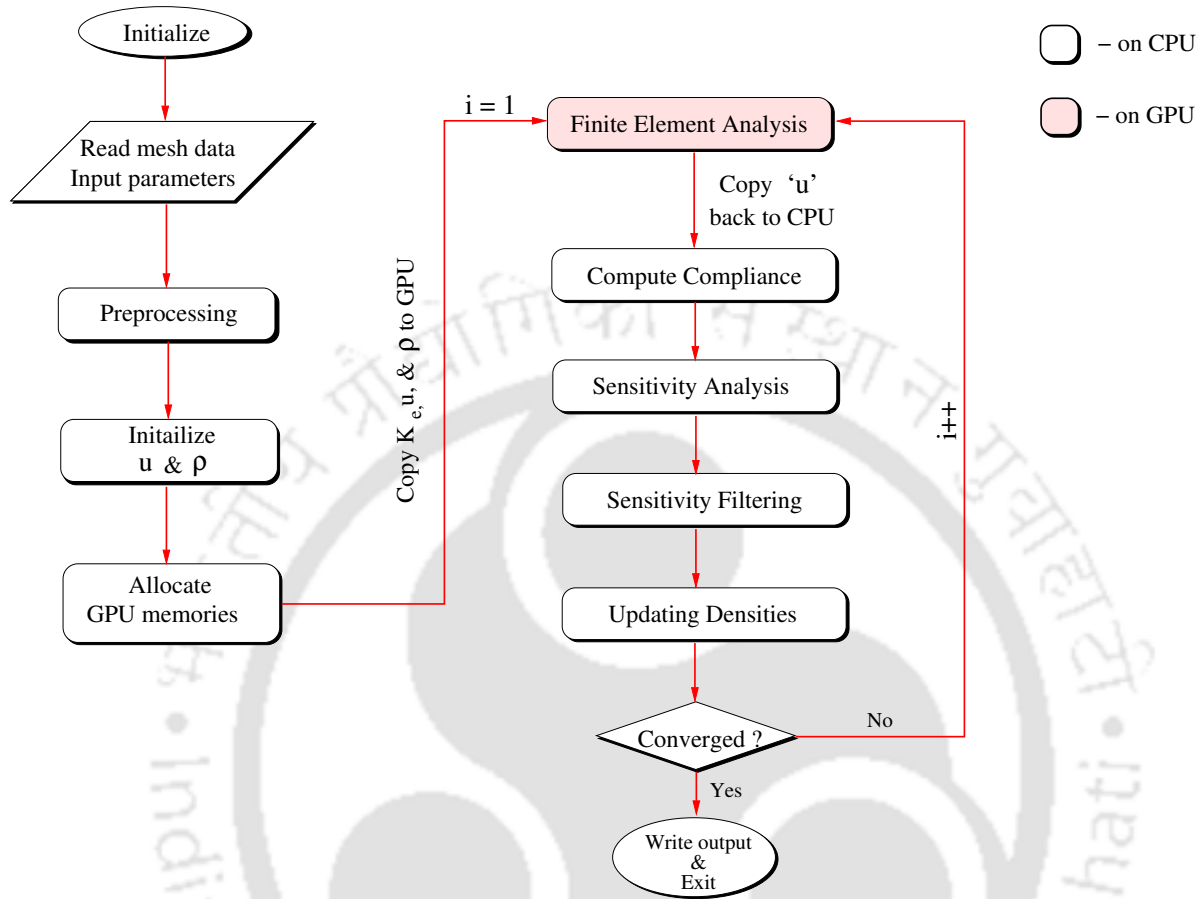 Initialize
Read mesh data
Input parameters
Preprocessing
Initailize
u & ρ
Allocate
GPU memories
Copy K e, u, & ρ to GPU
i = 1
Finite Element Analysis
Copy ‘u’
back to CPU
Compute Compliance
Sensitivity Analysis
Sensitivity Filtering
Updating Densities
Converged ?
No
i++
Yes
Write output
&
Exit
– on CPU
– on GPU